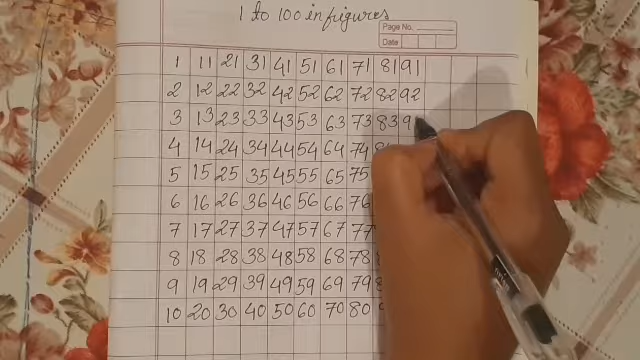 1 to 100 in figures
Page No.
Date
1 11 21 31 41 51 61 71 81 91
2 12 22 32 42 52 62 72 82 92
3 13 23 33 43 53 63 73 83 9
4 14 24 34 44 54 64 74 8
5 15 25 35 45 55 65 75
6 16 26 36 46 56 66 76
7 17 27 37 47 57 67 77
8 18 28 38 48 58 68 78
9 19 29 39 49 59 69 79
10 20 30 40 50 60 70 80